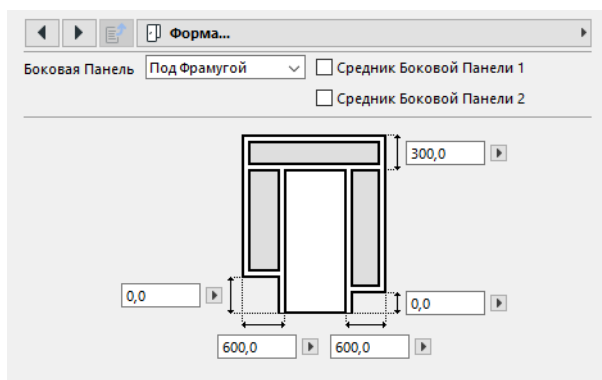 Форма...
Боковая Панель Под Фрамугой Средник Боковой Панели 1
Средник Боковой Панели 2
300,0
0,0 0,0
600,0 600,0